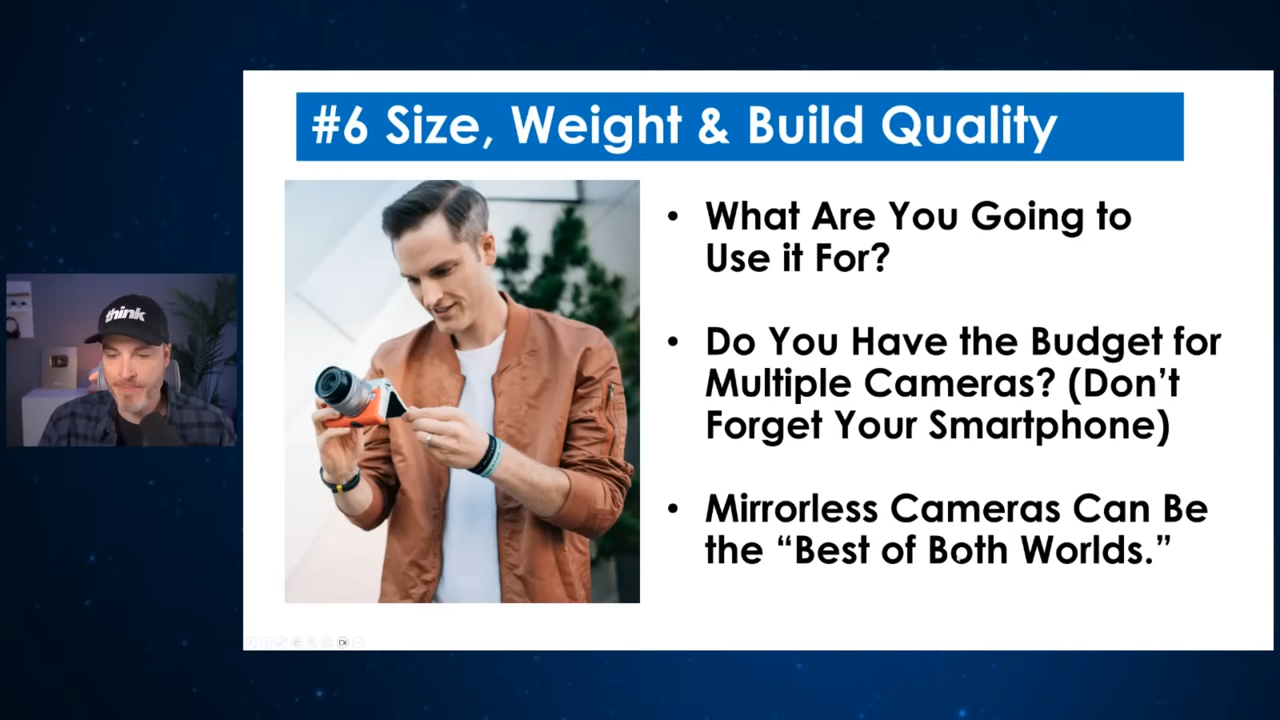 #6 Size, Weight & Build Quality
think
• What Are You Going to
Use it For?
• Do You Have the Budget for
Multiple Cameras? (Don’t
Forget Your Smartphone)
• Mirrorless Cameras Can Be
the “Best of Both Worlds.”